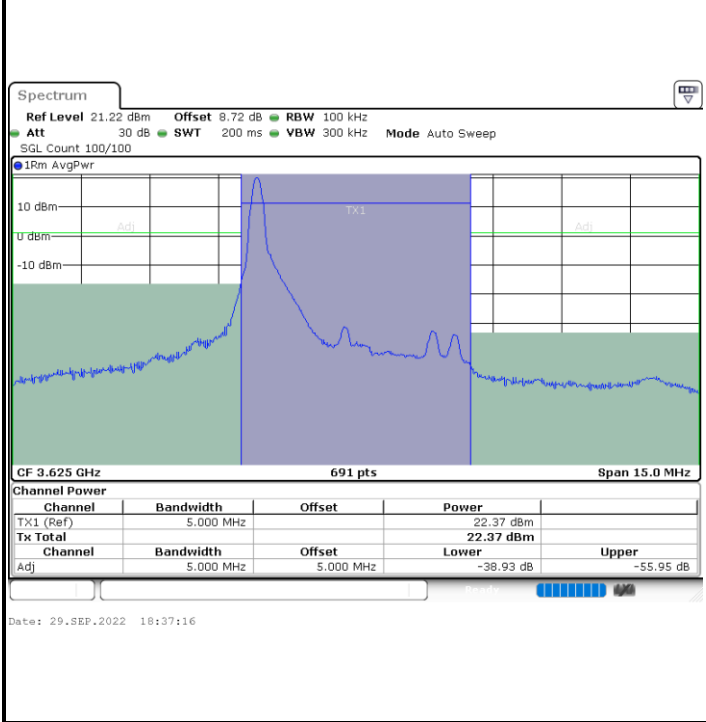 Spectrum
Ref Level 21.22 dBm Offset 8.72 dB RBW 100 kHz
Att 30 dB SWT 200 ms VBW 300 kHz Mode Auto Sweep
SGL Count 100/100
1Rm AvgPwr
10 dBm
TX1
Adj
Adj
0 dBm
-10 dBm
CF 3.625 GHz 691 pts Span 15.0 MHz
Channel Power
Channel Bandwidth Offset Power
TX1 (Ref) 5.000 MHz 22.37 dBm
Tx Total 22.37 dBm
Channel Bandwidth Offset Lower Upper
Adj 5.000 MHz 5.000 MHz -38.93 dB -55.95 dB
Ready
Date: 29.SEP.2022 18:37:16